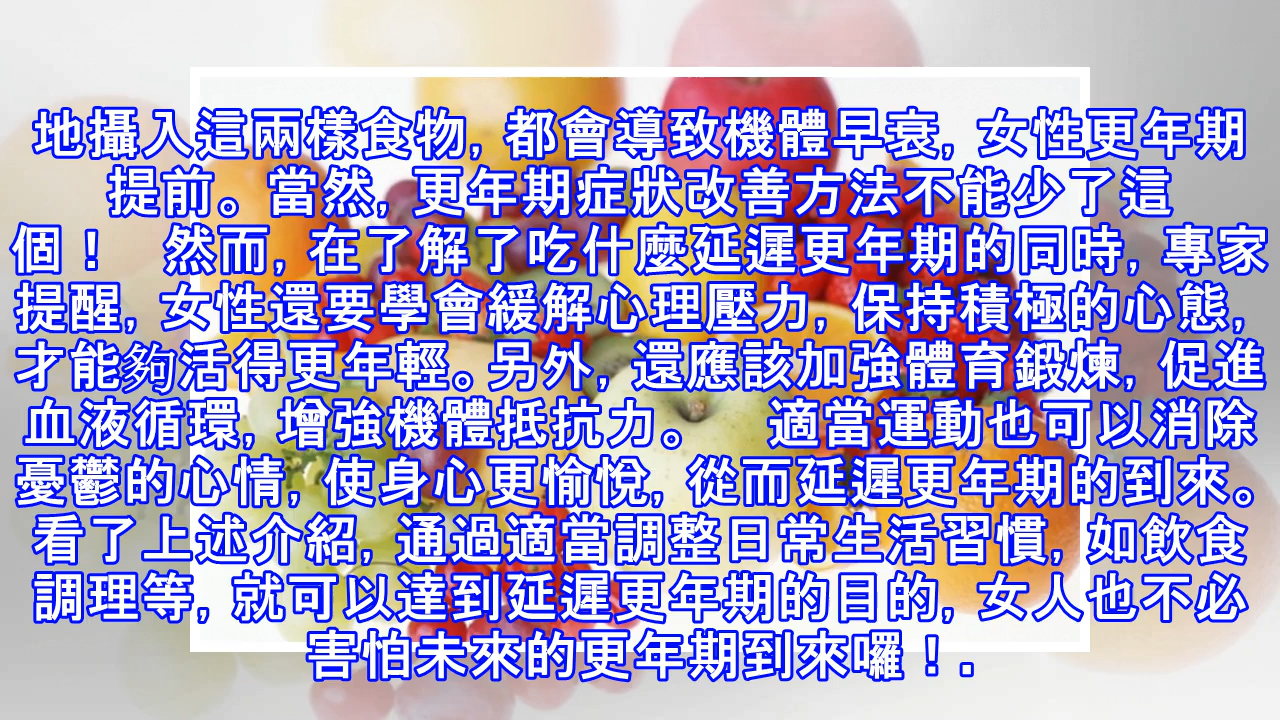 地攝入這兩樣食物, 都會導致機體早衰, 女性更年期
提前。當然, 更年期症狀改善方法不能少了這
個！ 然而, 在了解了吃什麼延遲更年期的同時, 專家
提醒, 女性還要學會緩解心理壓力, 保持積極的心態,
才能夠活得更年輕。另外, 還應該加強體育鍛煉, 促進
血液循環, 增強機體抵抗力。 適當運動也可以消除
憂鬱的心情, 使身心更愉悅, 從而延遲更年期的到來。
看了上述介紹, 通過適當調整日常生活習慣, 如飲食
調理等, 就可以達到延遲更年期的目的, 女人也不必
害怕未來的更年期到來囉！.